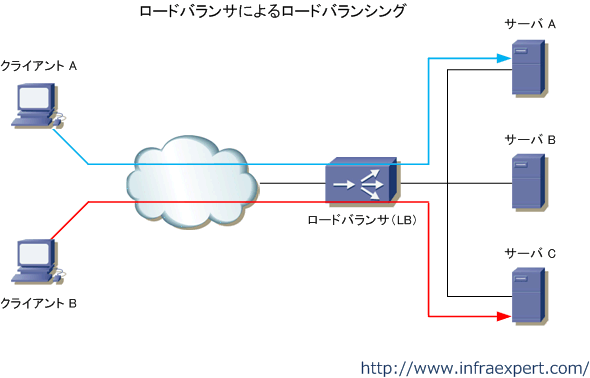 ロードバランサによるロードバランシング
サーバ A
クライアント A
サーバ B
ロードバランサ（LB）
サーバ C
クライアント B
http://www.infraexpert.com/